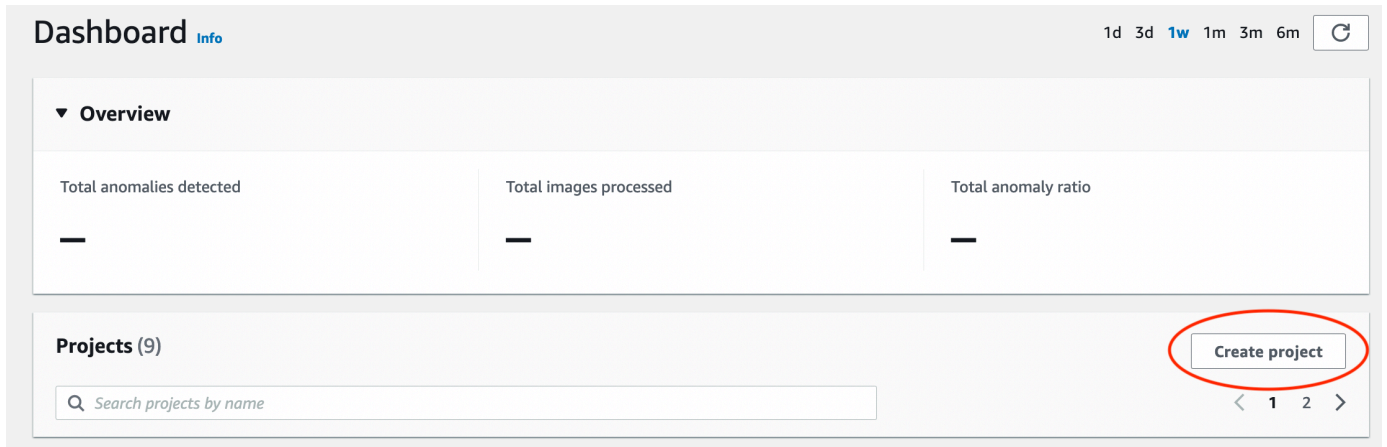 Dashboard Info
1d 3d 1w 1m 3m 6m
Overview
Total anomalies detected
Total images processed
Total anomaly ratio
–
–
–
Projects (9)
Create project
Search projects by name
1 2